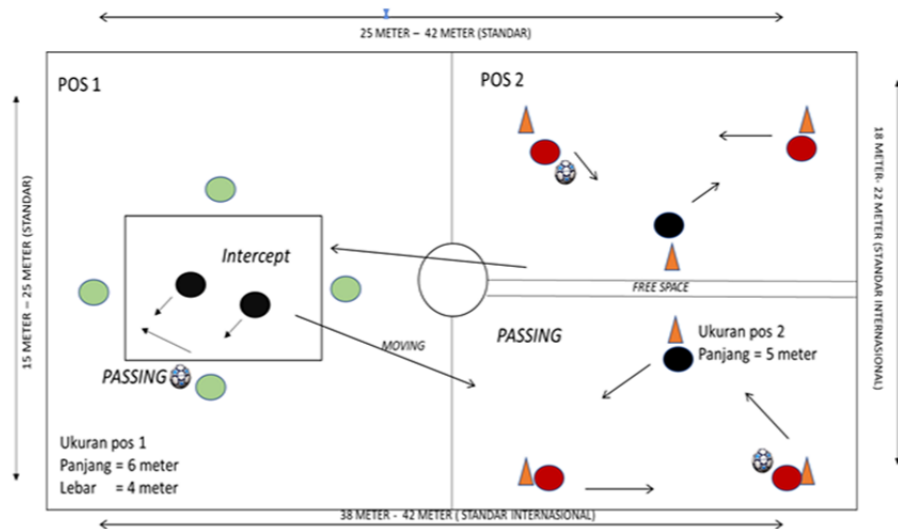 25 METER – 42 METER (STANDAR)
POS 1
POS 2
15 METER – 25 METER (STANDAR)
18 METER- 22 METER (STANDAR INTERNASIONAL)
Intercept
FREE SPACE
PASSING
MOVING
Ukuran pos 2
Panjang = 5 meter
PASSING
Ukuran pos 1
Panjang = 6 meter
Lebar = 4 meter
38 METER - 42 METER ( STANDAR INTERNASIONAL)